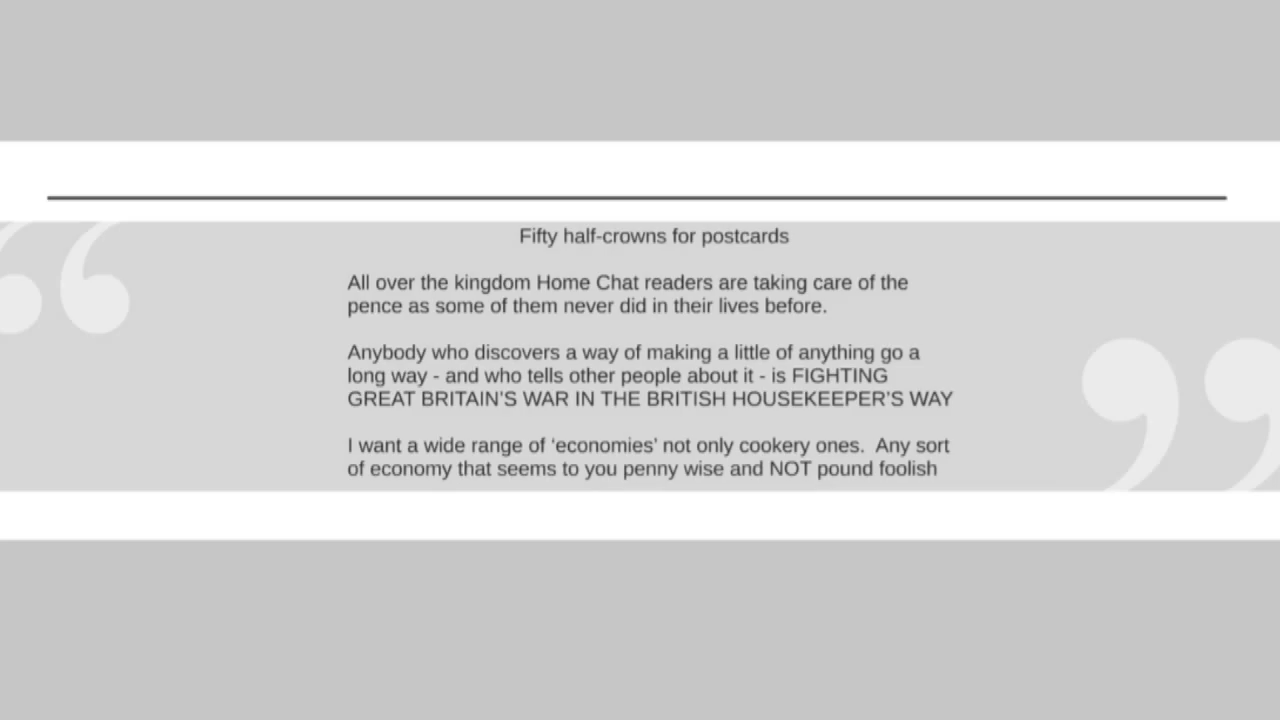 Fifty half-crowns for postcards
All over the kingdom Home Chat readers are taking care of the
pence as some of them never did in their lives before.
Anybody who discovers a way of making a little of anything go a
long way - and who tells other people about it - is FIGHTING
GREAT BRITAIN’S WAR IN THE BRITISH HOUSEKEEPER’S WAY
I want a wide range of ‘economies’ not only cookery ones.  Any sort
of economy that seems to you penny wise and NOT pound foolish